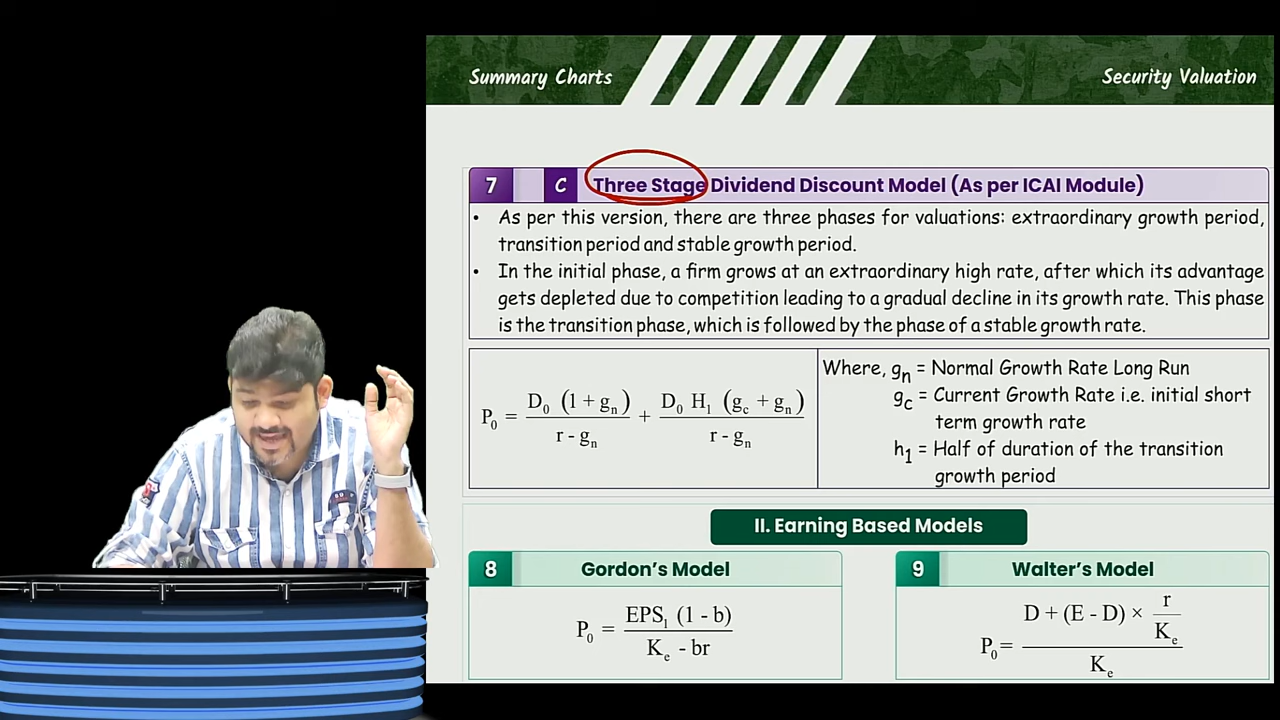 Summary Charts
Security Valuation
7 C Three Stage Dividend Discount Model (As per ICAI Module)
• As per this version, there are three phases for valuations: extraordinary growth period,
transition period and stable growth period.
• In the initial phase, a firm grows at an extraordinary high rate, after which its advantage
gets depleted due to competition leading to a gradual decline in its growth rate. This phase
is the transition phase, which is followed by the phase of a stable growth rate.
P₀ = D₀ (1 + gₙ) / r - gₙ + D₀ H₁ (g_c + gₙ) / r - gₙ
Where, gₙ = Normal Growth Rate Long Run
g_c = Current Growth Rate i.e. initial short
term growth rate
h₁ = Half of duration of the transition
growth period
II. Earning Based Models
8 Gordon's Model
P₀ = EPS₁ (1 - b) / Kₑ - br
9 Walter's Model
P₀ = D + (E - D) × r / Kₑ / Kₑ